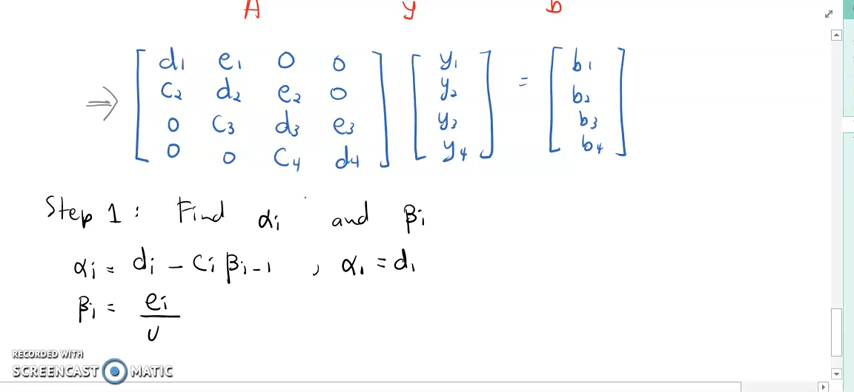 A y b
⇒ [ d₁ e₁ 0 0 ] [ y₁ ] = [ b₁ ]
[ c₂ d₂ e₂ 0 ] [ y₂ ] [ b₂ ]
[ 0 c₃ d₃ e₃ ] [ y₃ ] [ b₃ ]
[ 0 0 c₄ d₄ ] [ y₄ ] [ b₄ ]
Step 1: Find αᵢ and βᵢ
αᵢ = dᵢ − cᵢ βᵢ₋₁ , α₁ = d₁
βᵢ = eᵢ /
RECORDED WITH
SCREENCAST MATIC